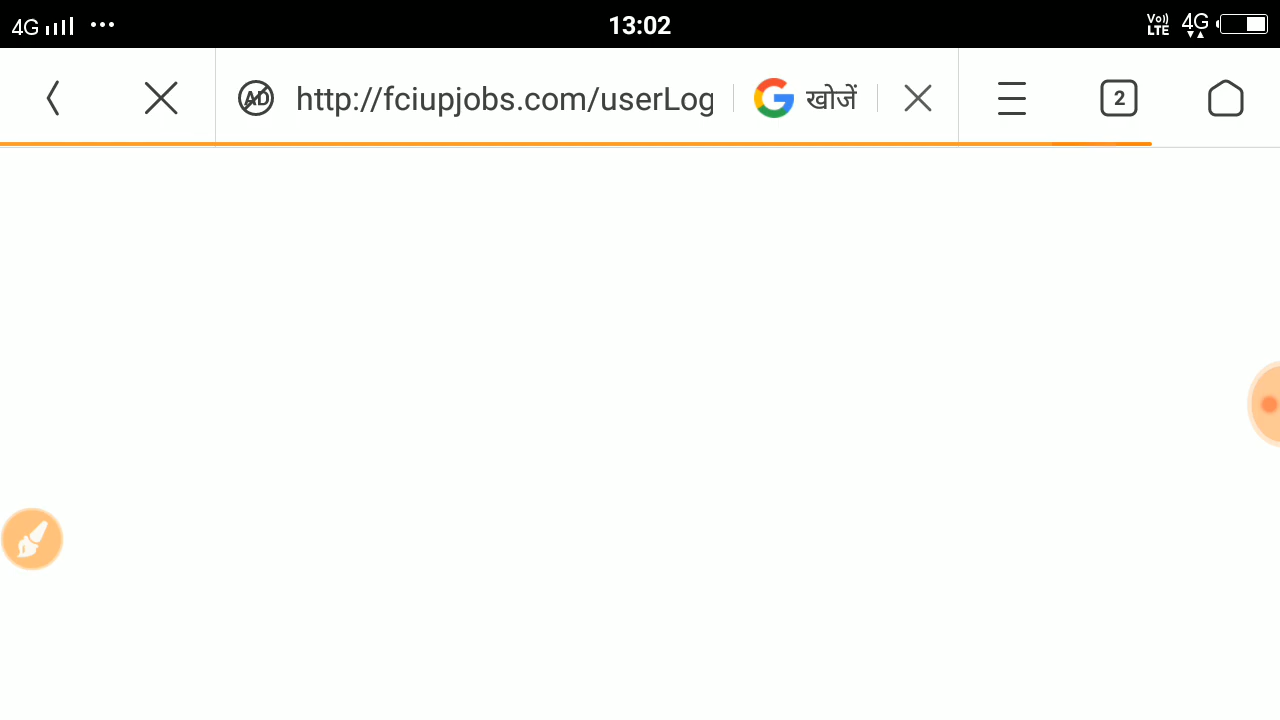 4G 13:02 Vo)) LTE 4G
AD http://fciupjobs.com/userLog G खोजें 2